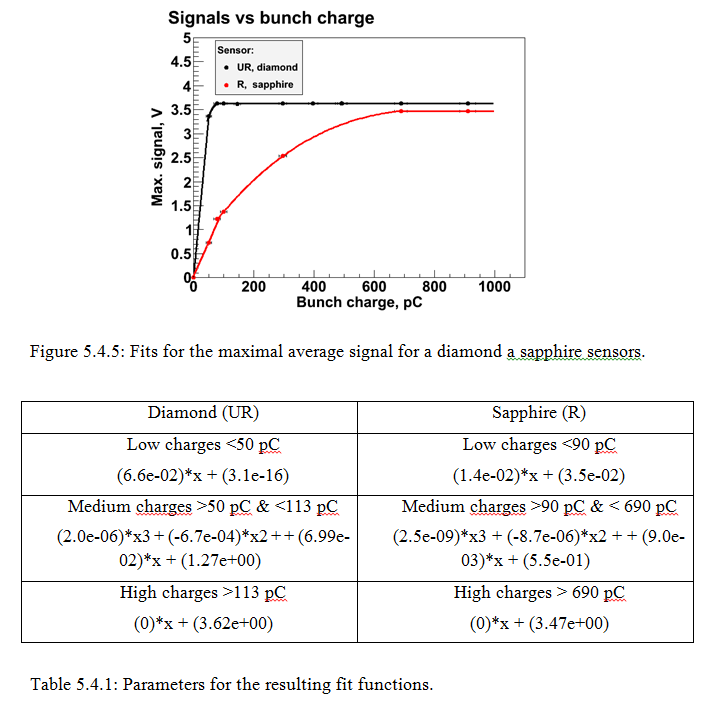 Signals vs bunch charge
5
4.5
4
3.5
3
2.5
2
1.5
1
0.5
0
Max. signal, V
Sensor:
UR, diamond
R, sapphire
0 200 400 600 800 1000
Bunch charge, pC
Figure 5.4.5: Fits for the maximal average signal for a diamond a sapphire sensors.
Diamond (UR)
Sapphire (R)
Low charges <50 pC
(6.6e-02)*x + (3.1e-16)
Low charges <90 pC
(1.4e-02)*x + (3.5e-02)
Medium charges >50 pC & <113 pC
(2.0e-06)*x3 + (-6.7e-04)*x2 + + (6.99e-
02)*x + (1.27e+00)
Medium charges >90 pC & < 690 pC
(2.5e-09)*x3 + (-8.7e-06)*x2 + + (9.0e-
03)*x + (5.5e-01)
High charges >113 pC
(0)*x + (3.62e+00)
High charges > 690 pC
(0)*x + (3.47e+00)
Table 5.4.1: Parameters for the resulting fit functions.